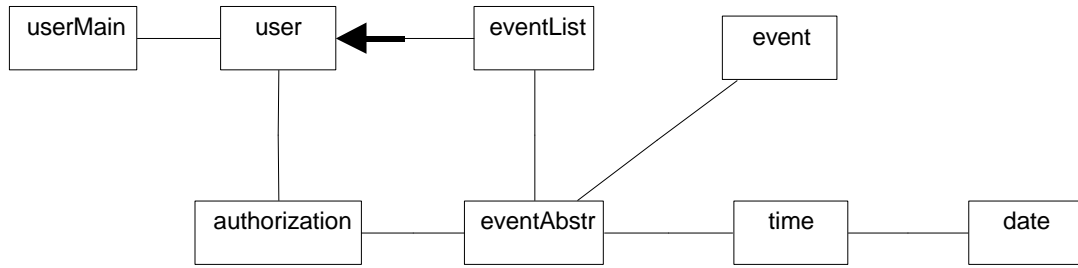 userMain
user
eventList
event
authorization
eventAbstr
time
date